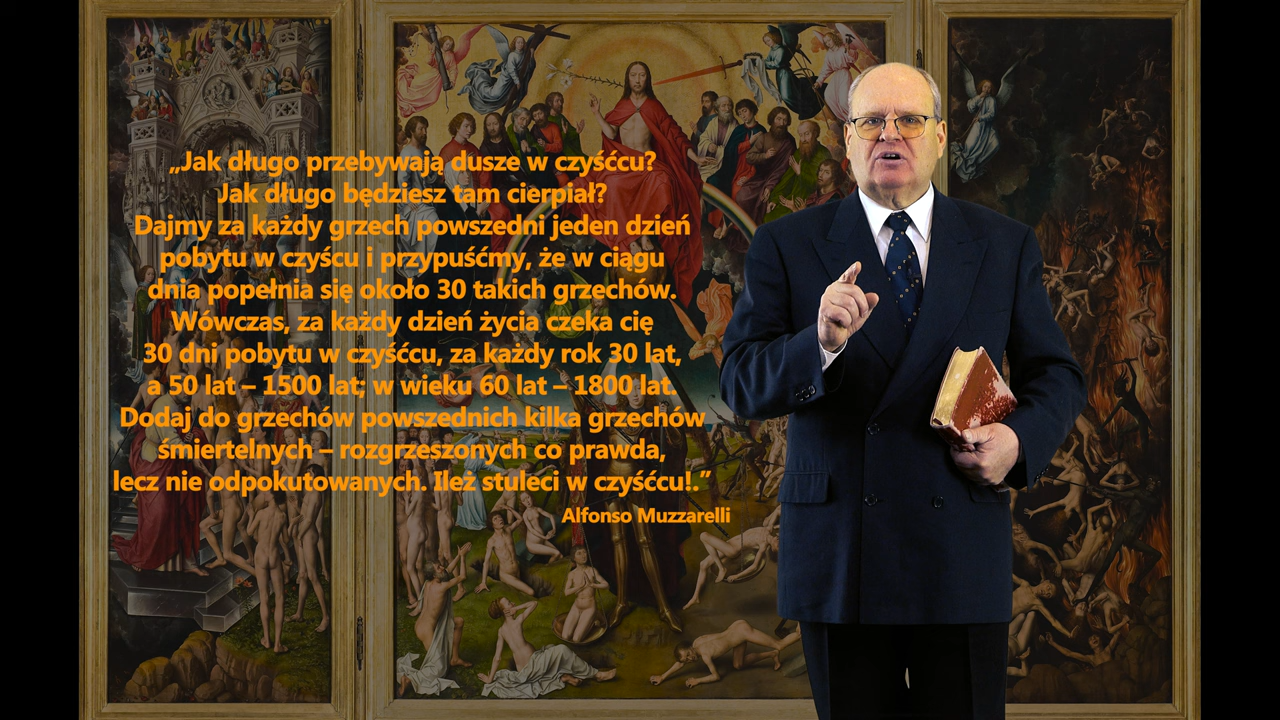 „Jak długo przebywają dusze w czyśćcu?
Jak długo będziesz tam cierpiał?
Dajmy za każdy grzech powszedni jeden dzień
pobytu w czyścu i przypuśćmy, że w ciągu
dnia popełnia się około 30 takich grzechów.
Wówczas, za każdy dzień życia czeka cię
30 dni pobytu w czyśćcu, za każdy rok 30 lat,
a 50 lat – 1500 lat; w wieku 60 lat – 1800 lat.
Dodaj do grzechów powszednich kilka grzechów
śmiertelnych – rozgrzeszonych co prawda,
lecz nie odpokutowanych. Ileż stuleci w czyśćcu!.”
Alfonso Muzzarelli